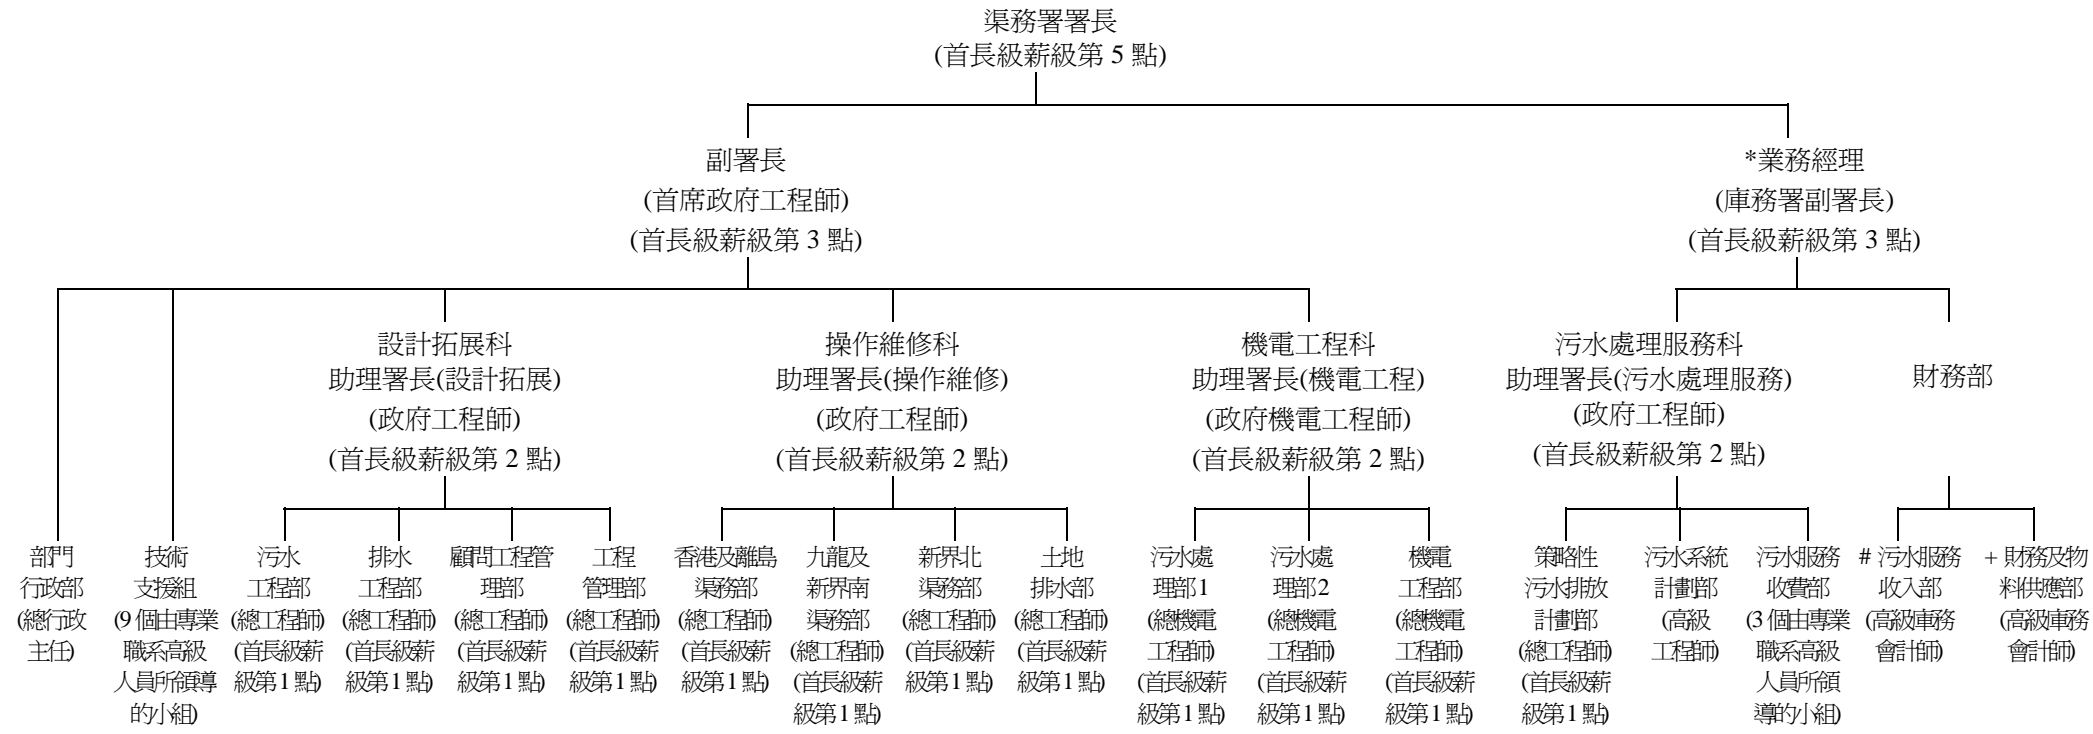 渠務署署長
(首長級薪級第 5 點)
副署長
(首席政府工程師)
(首長級薪級第 3 點)
*業務經理
(庫務署副署長)
(首長級薪級第 3 點)
設計拓展科
助理署長(設計拓展)
(政府工程師)
(首長級薪級第 2 點)
操作維修科
助理署長(操作維修)
(政府工程師)
(首長級薪級第 2 點)
機電工程科
助理署長(機電工程)
(政府機電工程師)
(首長級薪級第 2 點)
污水處理服務科
助理署長(污水處理服務)
(政府工程師)
(首長級薪級第 2 點)
財務部
部門
行政部
(總行政
主任)
技術
支援組
(9 個由專業
職系高級
人員所領導
的小組)
污水
工程部
(總工程師)
(首長級薪
級第 1 點)
排水
工程部
(總工程師)
(首長級薪
級第 1 點)
顧問工程管
理部
(總工程師)
(首長級薪
級第 1 點)
工程
管理部
(總工程師)
(首長級薪
級第 1 點)
香港及離島
渠務部
(總工程師)
(首長級薪
級第 1 點)
九龍及
新界南
渠務部
(總工程師)
(首長級薪
級第 1 點)
新界北
渠務部
(總工程師)
(首長級薪
級第 1 點)
土地
排水部
(總工程師)
(首長級薪
級第 1 點)
污水處
理部 1
(總機電
工程師)
(首長級薪
級第 1 點)
污水處
理部 2
(總機電
工程師)
(首長級薪
級第 1 點)
機電
工程部
(總機電
工程師)
(首長級薪
級第 1 點)
策略性
污水排放
計劃部
(總工程師)
(首長級薪
級第 1 點)
污水系統
計劃部
(高級
工程師)
污水服務
收費部
(3 個由專業
職系高級
人員所領
導的小組)
# 污水服務
收入部
(高級庫務
會計師)
+ 財務及物
料供應部
(高級庫務
會計師)